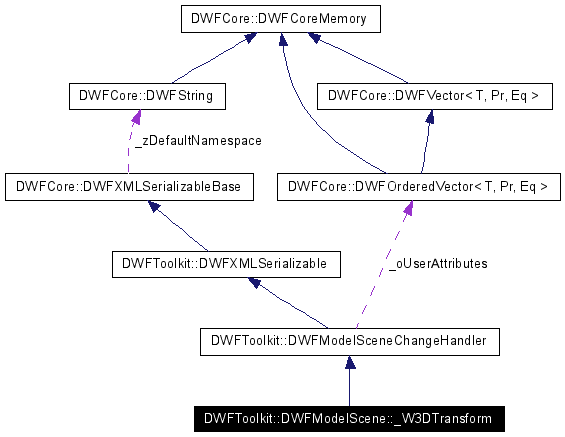 DWFCore::DWFCoreMemory
DWFCore::DWFString
DWFCore::DWFVector< T, Pr, Eq >
_zDefaultNamespace
DWFCore::DWFXMLSerializableBase
DWFCore::DWFOrderedVector< T, Pr, Eq >
DWFToolkit::DWFXMLSerializable
_oUserAttributes
DWFToolkit::DWFModelSceneChangeHandler
DWFToolkit::DWFModelScene::_W3DTransform